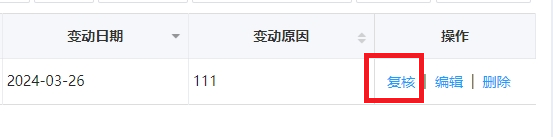 变动日期 变动原因 操作
2024-03-26 111 复核 | 编辑 | 删除